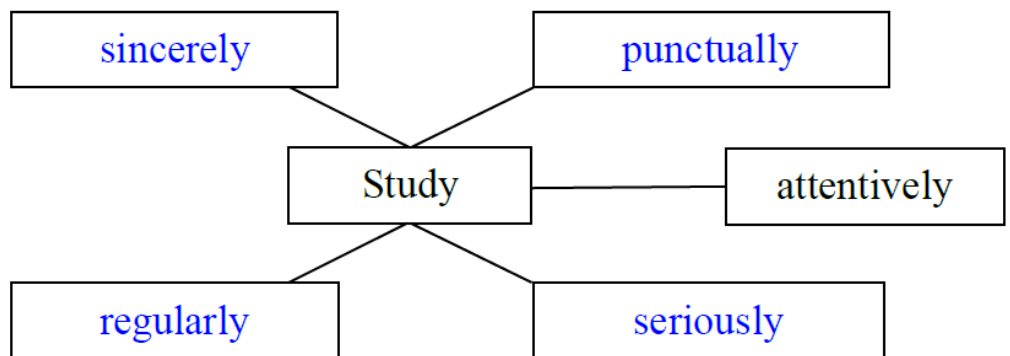 sincerely
punctually
Study
attentively
regularly
seriously